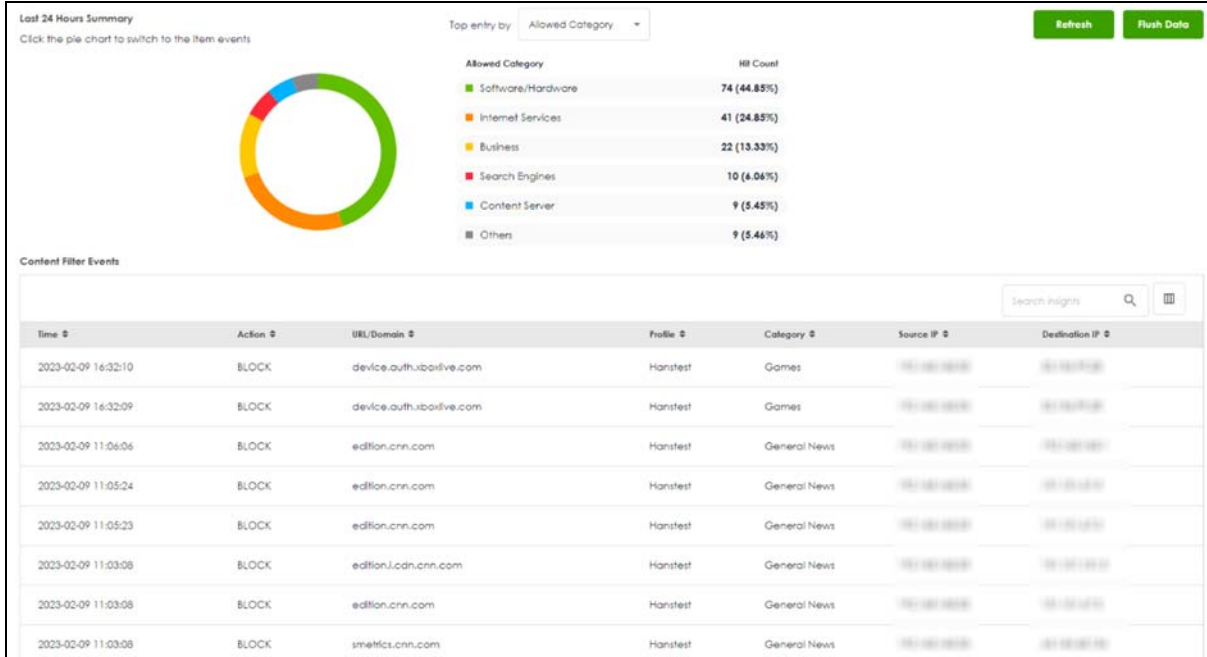 Last 24 Hours Summary
Click the pie chart to switch to the item events
Top entry by Allowed Category
Refresh
Flush Data
Allowed Category Hit Count
Software/Hardware 74 (44.85%)
Internet Services 41 (24.85%)
Business 22 (13.33%)
Search Engines 10 (6.06%)
Content Server 9 (5.45%)
Others 9 (5.46%)
Content Filter Events
Search insights
Time Action URL/Domain Profile Category Source IP Destination IP
2023-02-09 16:32:10 BLOCK device.auth.xboxlive.com Hanstest Games
2023-02-09 16:32:09 BLOCK device.auth.xboxlive.com Hanstest Games
2023-02-09 11:06:06 BLOCK edition.cnn.com Hanstest General News
2023-02-09 11:05:24 BLOCK edition.cnn.com Hanstest General News
2023-02-09 11:05:23 BLOCK edition.cnn.com Hanstest General News
2023-02-09 11:03:08 BLOCK edition.i.cdn.cnn.com Hanstest General News
2023-02-09 11:03:08 BLOCK edition.cnn.com Hanstest General News
2023-02-09 11:03:08 BLOCK smetrics.cnn.com Hanstest General News